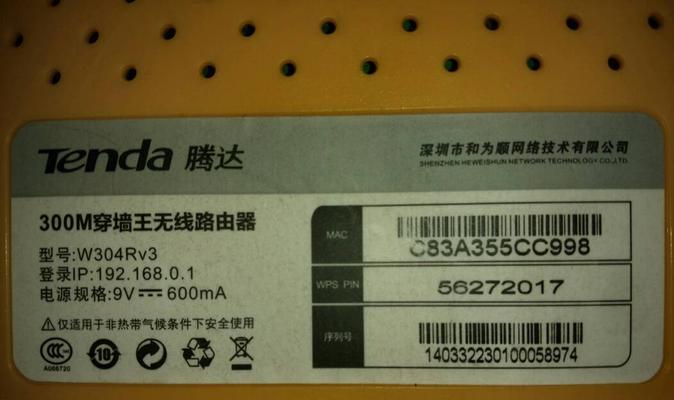 Tenda 腾达
深圳市和为顺网络技术有限公司
SHENZHEN HEWEISHUN NETWORK TECHNOLOGY CO.,LTD.
300M穿墙王无线路由器
型号:W304Rv3
登录IP:192.168.0.1
电源规格:9V 600mA
⚠仅适用于非热带气候条件下安全使用
CCC
A066720
10
MAC
C83A355CC998
WPS PIN
56272017
序列号
140332230100058974